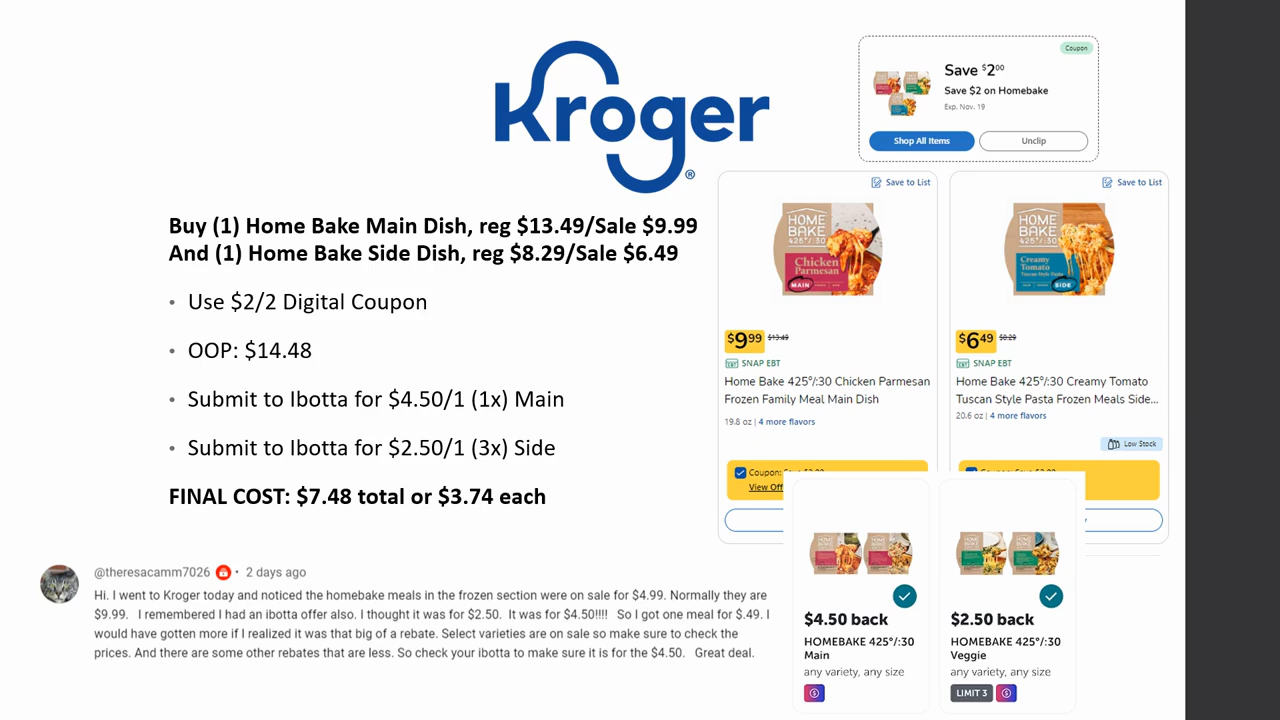 Kroger
®
Coupon
Save $2⁰⁰
Save $2 on Homebake
Exp. Nov. 19
Shop All Items
Unclip
Buy (1) Home Bake Main Dish, reg $13.49/Sale $9.99
And (1) Home Bake Side Dish, reg $8.29/Sale $6.49
• Use $2/2 Digital Coupon
• OOP: $14.48
• Submit to Ibotta for $4.50/1 (1x) Main
• Submit to Ibotta for $2.50/1 (3x) Side
FINAL COST: $7.48 total or $3.74 each
Save to List
HOME
BAKE
425°/:30
Chicken
Parmesan
MAIN
$9⁹⁹ $13.49
SNAP EBT
Home Bake 425°/:30 Chicken Parmesan
Frozen Family Meal Main Dish
19.8 oz | 4 more flavors
Coupon:
View Off
Save to List
HOME
BAKE
425°/:30
Creamy
Tomato
Tuscan Style Pasta
SIDE
$6⁴⁹ $8.29
SNAP EBT
Home Bake 425°/:30 Creamy Tomato
Tuscan Style Pasta Frozen Meals Side...
20.6 oz | 4 more flavors
Low Stock
$4.50 back
HOMEBAKE 425°/:30
Main
any variety, any size
$2.50 back
HOMEBAKE 425°/:30
Veggie
any variety, any size
LIMIT 3
@theresacamm7026 • 2 days ago
Hi. I went to Kroger today and noticed the homebake meals in the frozen section were on sale for $4.99. Normally they are
$9.99. I remembered I had an ibotta offer also. I thought it was for $2.50. It was for $4.50!!!! So I got one meal for $.49. I
would have gotten more if I realized it was that big of a rebate. Select varieties are on sale so make sure to check the
prices. And there are some other rebates that are less. So check your ibotta to make sure it is for the $4.50. Great deal.